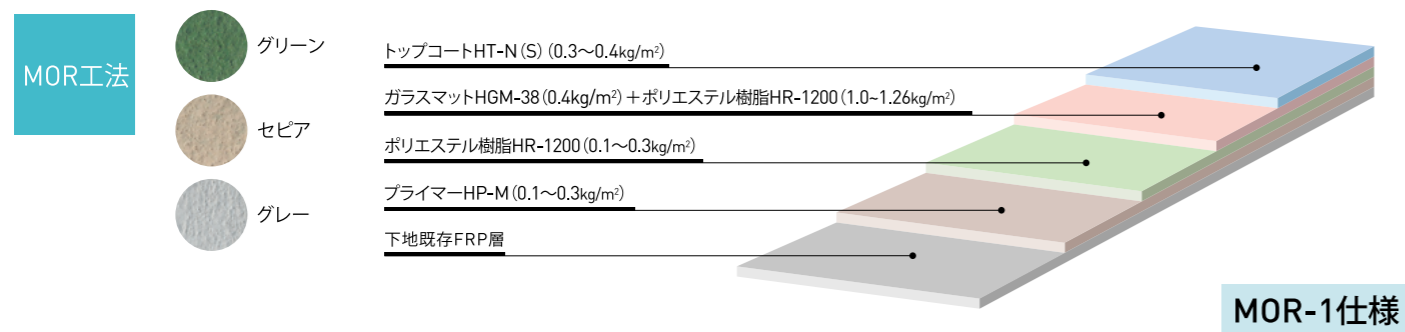 MOR工法
グリーン
セピア
グレー
トップコートHT-N(S)(0.3〜0.4kg/m²)
ガラスマットHGM-38(0.4kg/m²)+ポリエステル樹脂HR-1200(1.0~1.26kg/m²)
ポリエステル樹脂HR-1200(0.1〜0.3kg/m²)
プライマーHP-M(0.1〜0.3kg/m²)
下地既存FRP層
MOR-1仕様